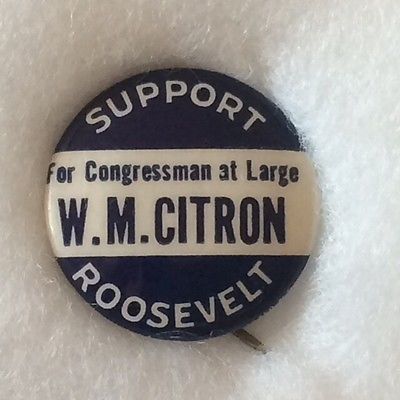 SUPPORT
For Congressman at Large
W.M.CITRON
ROOSEVELT